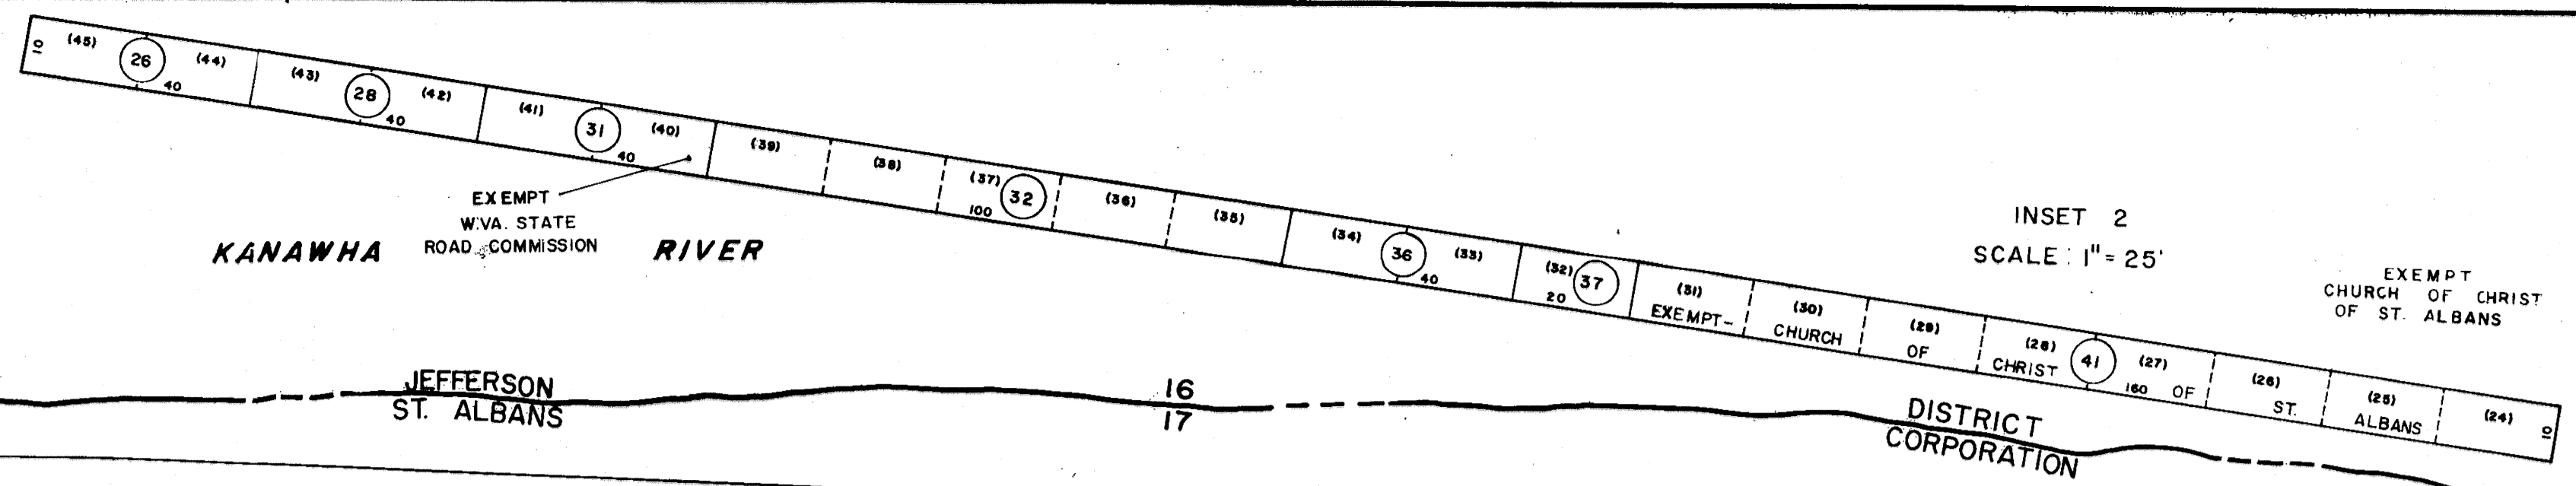 10 (45) 26 (44) 40
(43) 28 (42) 40
(41) 31 (40) 40
(39) (38) (37) 32 (36) (35)
100
(34) 36 (33) 40
(32) 37
20
(31) (30) (29) (28) 41 (27) (26) (25) (24) 10
160
EXEMPT- CHURCH OF CHRIST OF ST. ALBANS
EXEMPT
W.VA. STATE
ROAD COMMISSION
KANAWHA RIVER
INSET 2
SCALE: 1" = 25'
EXEMPT
CHURCH OF CHRIST
OF ST. ALBANS
JEFFERSON
ST. ALBANS
16
17
DISTRICT
CORPORATION